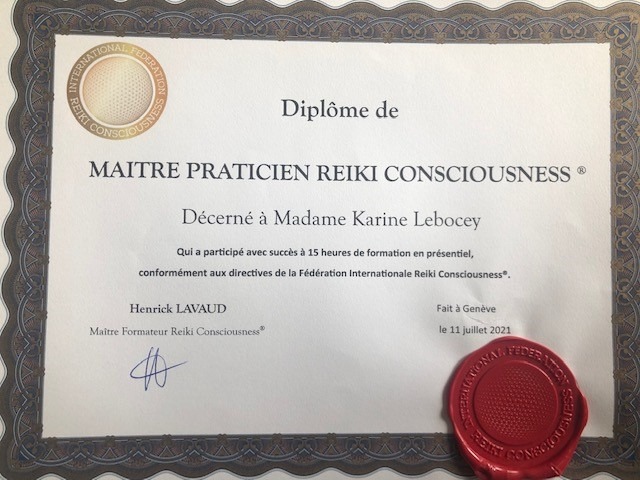 INTERNATIONAL FEDERATION
REIKI CONSCIOUSNESS
Diplôme de
MAITRE PRATICIEN REIKI CONSCIOUSNESS ®
Décerné à Madame Karine Lebocey
Qui a participé avec succès à 15 heures de formation en présentiel,
conformément aux directives de la Fédération Internationale Reiki Consciousness®.
Henrick LAVAUD
Fait à Genève
Maître Formateur Reiki Consciousness®
le 11 juillet 2021
INTERNATIONAL FEDERATION
REIKI CONSCIOUSNESS